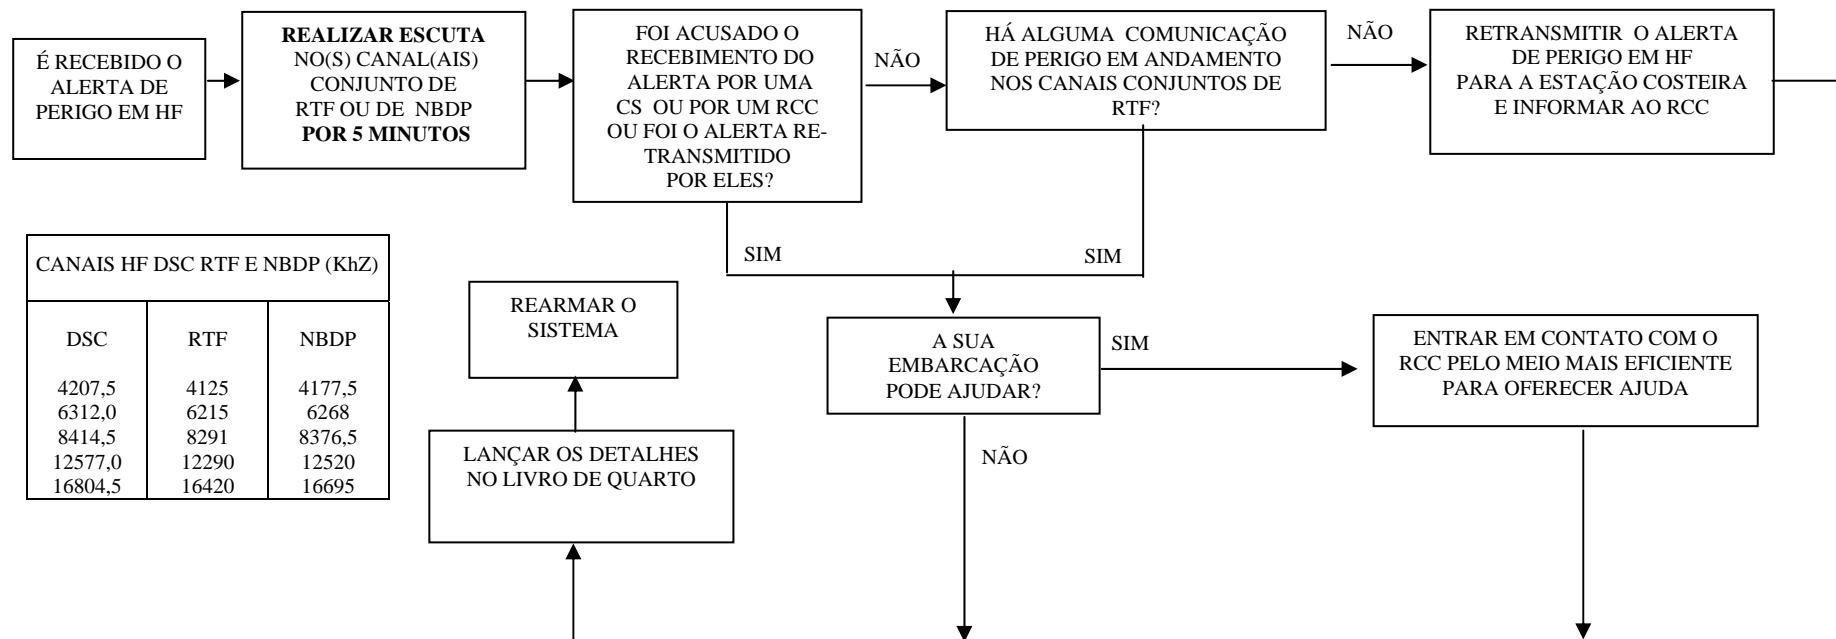 É RECEBIDO O
ALERTA DE
PERIGO EM HF
REALIZAR ESCUTA
NO(S) CANAL(AIS)
CONJUNTO DE
RTF OU DE NBDP
POR 5 MINUTOS
FOI ACUSADO O
RECEBIMENTO DO
ALERTA POR UMA
CS OU POR UM RCC
OU FOI O ALERTA RE-
TRANSMITIDO
POR ELES?
NÃO
HÁ ALGUMA COMUNICAÇÃO
DE PERIGO EM ANDAMENTO
NOS CANAIS CONJUNTOS DE
RTF?
NÃO
RETRANSMITIR O ALERTA
DE PERIGO EM HF
PARA A ESTAÇÃO COSTEIRA
E INFORMAR AO RCC
SIM
SIM
CANAIS HF DSC RTF E NBDP (KhZ)
DSC RTF NBDP
4207,5 4125 4177,5
6312,0 6215 6268
8414,5 8291 8376,5
12577,0 12290 12520
16804,5 16420 16695
REARMAR O
SISTEMA
A SUA
EMBARCAÇÃO
PODE AJUDAR?
SIM
ENTRAR EM CONTATO COM O
RCC PELO MEIO MAIS EFICIENTE
PARA OFERECER AJUDA
LANÇAR OS DETALHES
NO LIVRO DE QUARTO
NÃO